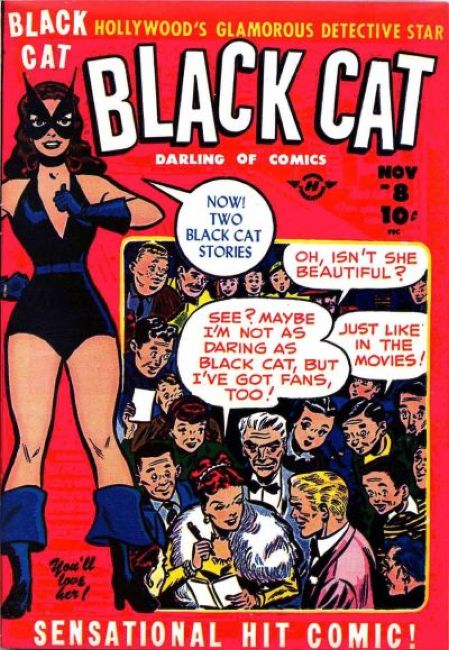 BLACK CAT
HOLLYWOOD'S GLAMOROUS DETECTIVE STAR
BLACK CAT
DARLING OF COMICS
H
NOV
8
10¢
NOW!
TWO
BLACK CAT
STORIES
OH, ISN'T SHE
BEAUTIFUL?
SEE? MAYBE
I'M NOT AS
DARING AS
BLACK CAT, BUT
I'VE GOT FANS,
TOO!
JUST LIKE
IN THE
MOVIES!
You'll
love
her!
SENSATIONAL HIT COMIC!